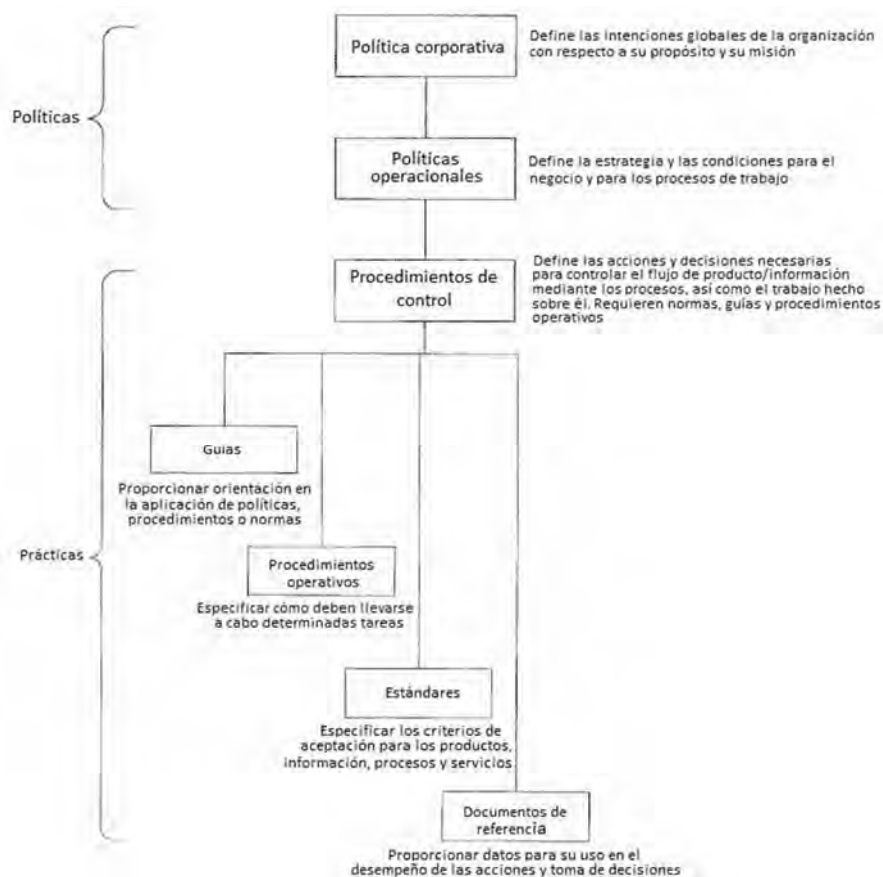 Política corporativa
Define las intenciones globales de la organización
con respecto a su propósito y su misión
Políticas
Políticas
operacionales
Define la estrategia y las condiciones para el
negocio y para los procesos de trabajo
Procedimientos de
control
Define las acciones y decisiones necesarias
para controlar el flujo de producto/información
mediante los procesos, así como el trabajo hecho
sobre él. Requieren normas, guías y procedimientos
operativos
Guias
Proporcionar orientación en
la aplicación de políticas,
procedimientos o normas
Prácticas
Procedimientos
operativos
Especificar cómo deben llevarse
a cabo determinadas tareas
Estándares
Especificar los criterios de
aceptación para los productos,
información, procesos y servicios
Documentos de
referencia
Proporcionar datos para su uso en el
desempeño de las acciones y toma de decisiones